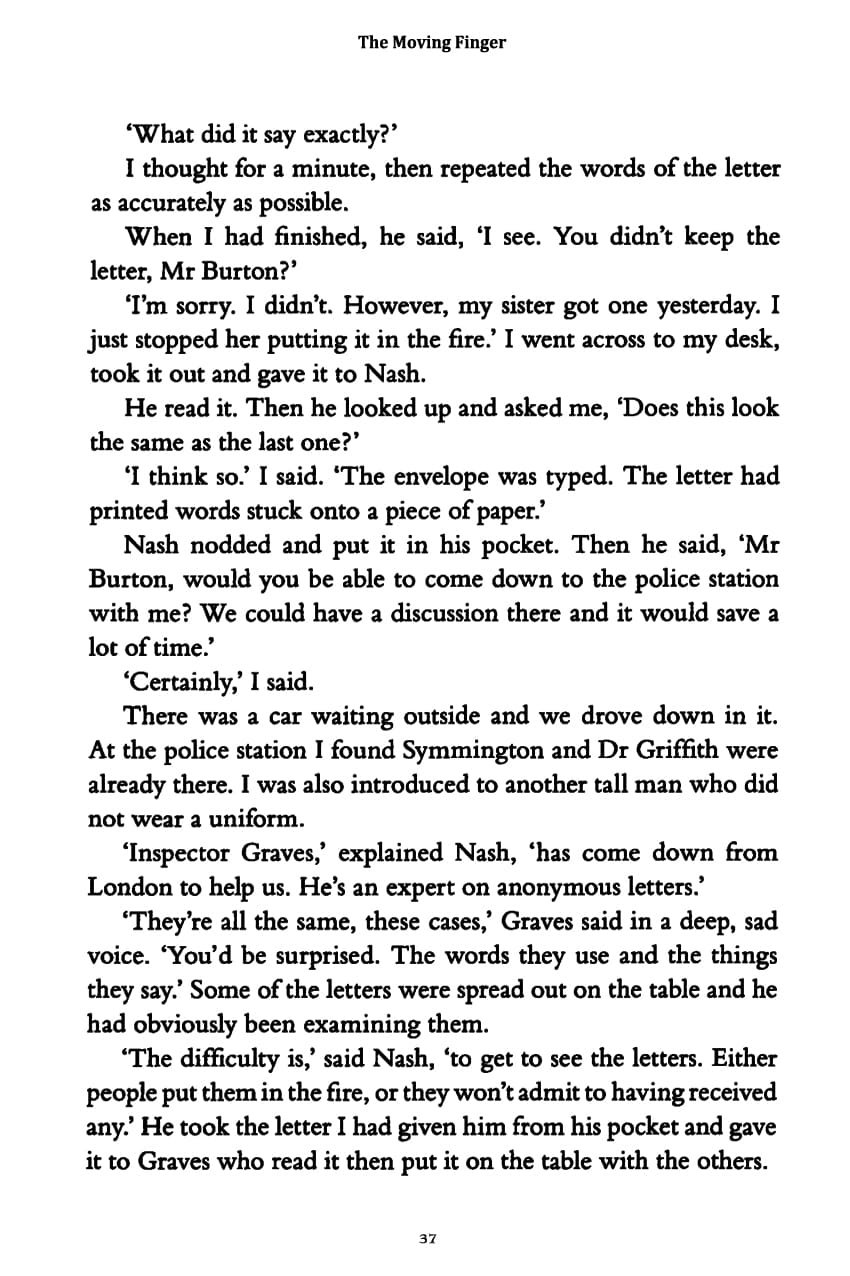 The Moving Finger
‘What did it say exactly?’
I thought for a minute, then repeated the words of the letter
as accurately as possible.
When I had finished, he said, ‘I see. You didn’t keep the
letter, Mr Burton?’
‘I’m sorry. I didn’t. However, my sister got one yesterday. I
just stopped her putting it in the fire.’ I went across to my desk,
took it out and gave it to Nash.
He read it. Then he looked up and asked me, ‘Does this look
the same as the last one?’
‘I think so.’ I said. ‘The envelope was typed. The letter had
printed words stuck onto a piece of paper.’
Nash nodded and put it in his pocket. Then he said, ‘Mr
Burton, would you be able to come down to the police station
with me? We could have a discussion there and it would save a
lot of time.’
‘Certainly,’ I said.
There was a car waiting outside and we drove down in it.
At the police station I found Symmington and Dr Griffith were
already there. I was also introduced to another tall man who did
not wear a uniform.
‘Inspector Graves,’ explained Nash, ‘has come down from
London to help us. He’s an expert on anonymous letters.’
‘They’re all the same, these cases,’ Graves said in a deep, sad
voice. ‘You’d be surprised. The words they use and the things
they say.’ Some of the letters were spread out on the table and he
had obviously been examining them.
‘The difficulty is,’ said Nash, ‘to get to see the letters. Either
people put them in the fire, or they won’t admit to having received
any.’ He took the letter I had given him from his pocket and gave
it to Graves who read it then put it on the table with the others.
37